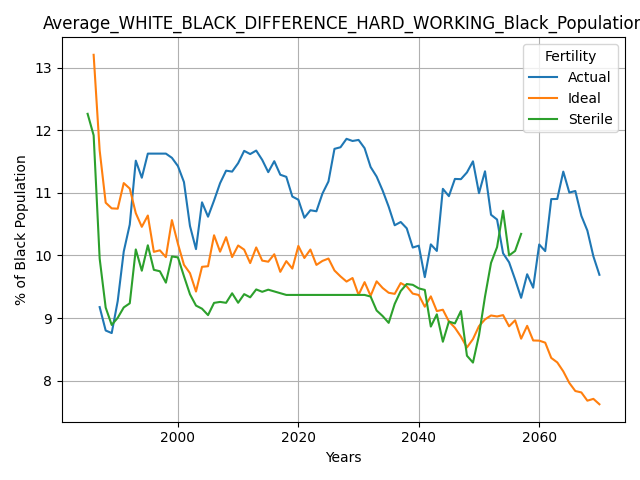 Average_WHITE_BLACK_DIFFERENCE_HARD_WORKING_Black_Population
Fertility
Actual
Ideal
Sterile
% of Black Population
13
12
11
10
9
8
2000 2020 2040 2060
Years